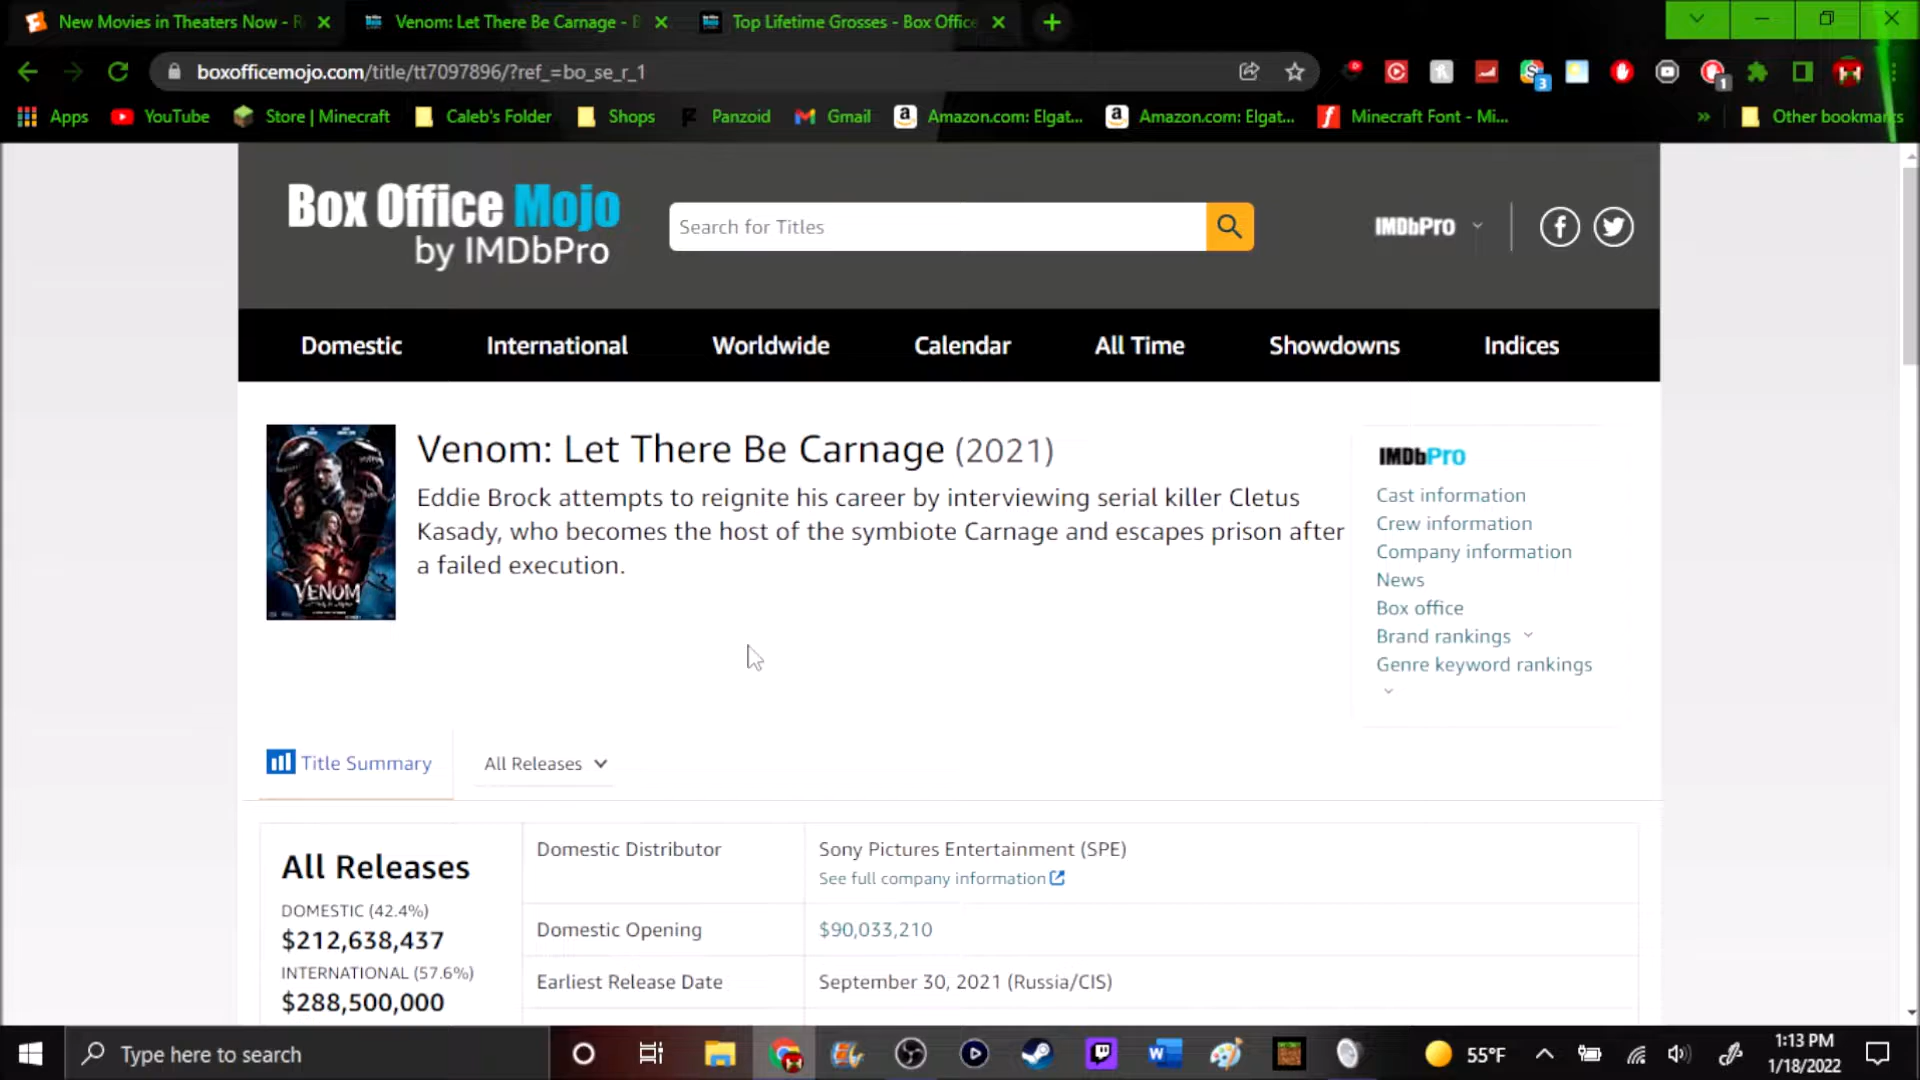 New Movies in Theaters Now - R
Venom: Let There Be Carnage - B
Top Lifetime Grosses - Box Office
boxofficemojo.com/title/tt7097896/?ref_=bo_se_r_1
3
1
Apps
YouTube
Store | Minecraft
Caleb's Folder
Shops
Panzoid
Gmail
Amazon.com: Elgat...
Amazon.com: Elgat...
Minecraft Font - Mi...
»
Other bookmarks
Box Office Mojo
by IMDbPro
Search for Titles
IMDbPro
Domestic
International
Worldwide
Calendar
All Time
Showdowns
Indices
VENOM
Venom: Let There Be Carnage (2021)
Eddie Brock attempts to reignite his career by interviewing serial killer Cletus
Kasady, who becomes the host of the symbiote Carnage and escapes prison after
a failed execution.
IMDbPro
Cast information
Crew information
Company information
News
Box office
Brand rankings
Genre keyword rankings
Title Summary
All Releases
All Releases
DOMESTIC (42.4%)
$212,638,437
INTERNATIONAL (57.6%)
$288,500,000
Domestic Distributor
Sony Pictures Entertainment (SPE)
See full company information
Domestic Opening
$90,033,210
Earliest Release Date
September 30, 2021 (Russia/CIS)
Type here to search
55°F
1:13 PM
1/18/2022